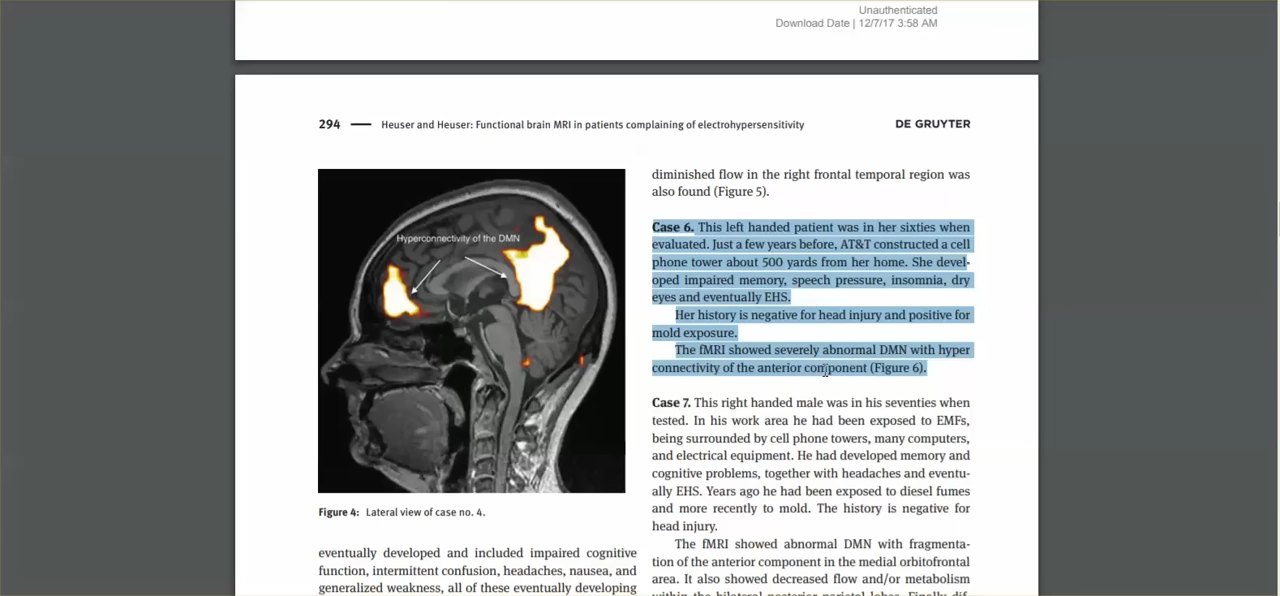 Unauthenticated
Download Date | 12/7/17 3:58 AM
294 — Heuser and Heuser: Functional brain MRI in patients complaining of electrohypersensitivity
DE GRUYTER
Hyperconnectivity of the DMN
Figure 4: Lateral view of case no. 4.
eventually developed and included impaired cognitive
function, intermittent confusion, headaches, nausea, and
generalized weakness, all of these eventually developing
diminished flow in the right frontal temporal region was
also found (Figure 5).
Case 6. This left handed patient was in her sixties when
evaluated. Just a few years before, AT&T constructed a cell
phone tower about 500 yards from her home. She devel-
oped impaired memory, speech pressure, insomnia, dry
eyes and eventually EHS.
Her history is negative for head injury and positive for
mold exposure.
The fMRI showed severely abnormal DMN with hyper
connectivity of the anterior component (Figure 6).
Case 7. This right handed male was in his seventies when
tested. In his work area he had been exposed to EMFs,
being surrounded by cell phone towers, many computers,
and electrical equipment. He had developed memory and
cognitive problems, together with headaches and eventu-
ally EHS. Years ago he had been exposed to diesel fumes
and more recently to mold. The history is negative for
head injury.
The fMRI showed abnormal DMN with fragmenta-
tion of the anterior component in the medial orbitofrontal
area. It also showed decreased flow and/or metabolism
within the bilateral posterior parietal lobes. Finally dif-